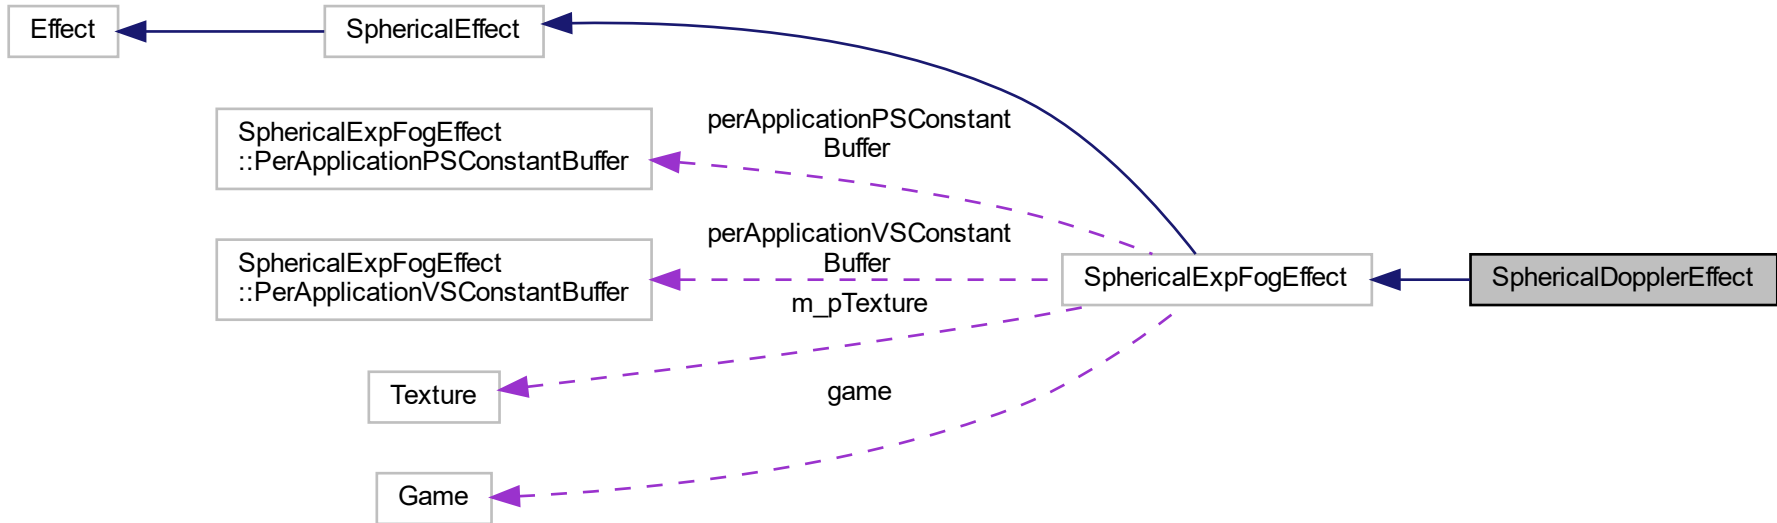 Effect
SphericalEffect
SphericalExpFogEffect
::PerApplicationPSConstantBuffer
perApplicationPSConstant
Buffer
SphericalExpFogEffect
::PerApplicationVSConstantBuffer
perApplicationVSConstant
Buffer
m_pTexture
SphericalExpFogEffect
SphericalDopplerEffect
Texture
game
Game